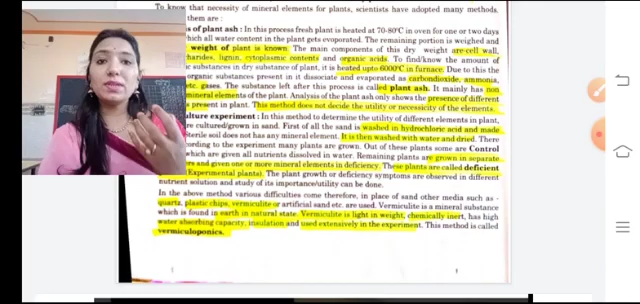 To know that necessity of mineral elements for plants, scientists have adopted many methods,
them are :
s of plant ash : In this process fresh plant is heated at 70-80°C in oven for one or two days
hich all water content in the plant gets evaporated. The remaining portion is weighed and
weight of plant is known. The main components of this dry weight are cell wall,
charides, lignin, cytoplasmic contents and organic acids. To find/know the amount of
ic substances in dry substance of plant, it is heated upto 6000°C in furnace. Due to this the
organic substances present in it dissociate and evaporated as carbondioxide, ammonia,
etc. gases. The substance left after this process is called plant ash. It mainly has non
mineral elements of the plant. Analysis of the plant ash only shows the presence of different
s present in plant. This method does not decide the utility or necessity of the elements.
ulture experiment : In this method to determine the utility of different elements in plant,
re cultured/grown in sand. First of all the sand is washed in hydrochloric acid and made
sterile soil does not has any mineral element. It is then washed with water and dried. There
cording to the experiment many plants are grown. Out of these plants some are Control
which are given all nutrients dissolved in water. Remaining plants are grown in separate
ers and given one or more mineral elements in deficiency. These plants are called deficient
(Experimental plants). The plant growth or deficiency symptoms are observed in different
nutrient solution and study of its importance/utility can be done.
In the above method various difficulties come therefore, in place of sand other media such as -
quartz, plastic chips, vermiculite or artificial sand etc. are used. Vermiculite is a mineral substance
which is found in earth in natural state. Vermiculite is light in weight, chemically inert, has high
water absorbing capacity, insulation and used extensively in the experiment. This method is called
vermiculoponics.